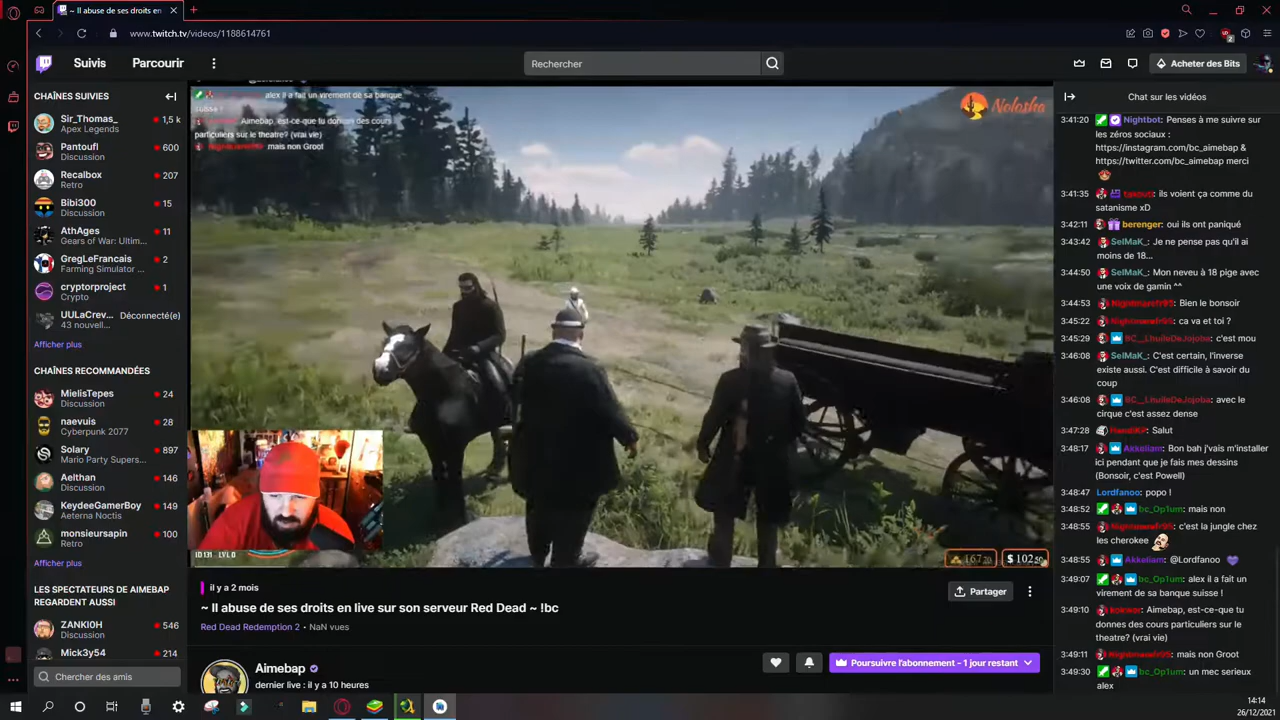 ~ Il abuse de ses droits en
www.twitch.tv/videos/1188614761
2
Suivis
Parcourir
Rechercher
Acheter des Bits
CHAÎNES SUIVIES
Sir_Thomas_
1,5 k
Apex Legends
Pantoufl
600
Discussion
Recalbox
207
Retro
Bibi300
15
Discussion
AthAges
11
Gears of War: Ultim...
GregLeFrancais
2
Farming Simulator ...
cryptorproject
1
Crypto
UULaCrev...
Déconnecté(e)
43 nouvell...
Afficher plus
CHAÎNES RECOMMANDÉES
MielisTepes
24
Discussion
naevuis
28
Cyberpunk 2077
Solary
897
Mario Party Supers...
Aeithan
146
Discussion
KeydeeGamerBoy
149
Aeterna Noctis
monsieursapin
100
Retro
Afficher plus
LES SPECTATEURS DE AIMEBAP
REGARDENT AUSSI
ZANKIOH
546
Discussion
Mick3y54
214
Chercher des amis
alex il a fait un virement de sa banque
suisse !
Aimebap, est-ce que tu donnes des cours
particuliers sur le theatre? (vrai vie)
mais non Groot
Nolosha
$ 102
il y a 2 mois
~ Il abuse de ses droits en live sur son serveur Red Dead ~ !bc
Red Dead Redemption 2 • NaN vues
Partager
Aimebap
dernier live : il y a 10 heures
Poursuivre l'abonnement – 1 jour restant
Chat sur les vidéos
3:41:20 Nightbot: Penses à me suivre sur
les zéros sociaux :
https://instagram.com/bc_aimebap &
https://twitter.com/bc_aimebap merci
3:41:35 : ils voient ça comme du
satanisme xD
3:42:11 berenger: oui ils ont paniqué
3:43:42 SelMaK_: Je ne pense pas qu'il ai
moins de 18...
3:44:50 SelMaK_: Mon neveu à 18 pige avec
une voix de gamin ^^
3:44:53 Nightmarefr95: Bien le bonsoir
3:45:22 Nightmarefr95: ca va et toi ?
3:45:29 BC_LhuileDeJojoba: c'est mou
3:46:08 SelMaK_: C'est certain, l'inverse
existe aussi. C'est difficile à savoir du
coup
3:46:08 BC_LhuileDeJojoba: avec le
cirque c'est assez dense
3:47:28 : Salut
3:48:17 Akkeliam: Bon bah j'vais m'installer
ici pendant que je fais mes dessins
(Bonsoir, c'est Powell)
3:48:47 Lordfanoo: popo !
3:48:52 bc_Op1um: mais non
3:48:55 Nightmarefr95: c'est la jungle chez
les cherokee
3:48:55 Akkeliam: @Lordfanoo
3:49:07 bc_Op1um: alex il a fait un
virement de sa banque suisse !
3:49:10 : Aimebap, est-ce que tu
donnes des cours particuliers sur le
theatre? (vrai vie)
3:49:11 Nightmarefr95: mais non Groot
3:49:30 bc_Op1um: un mec serieux
alex
14:14
26/12/2021